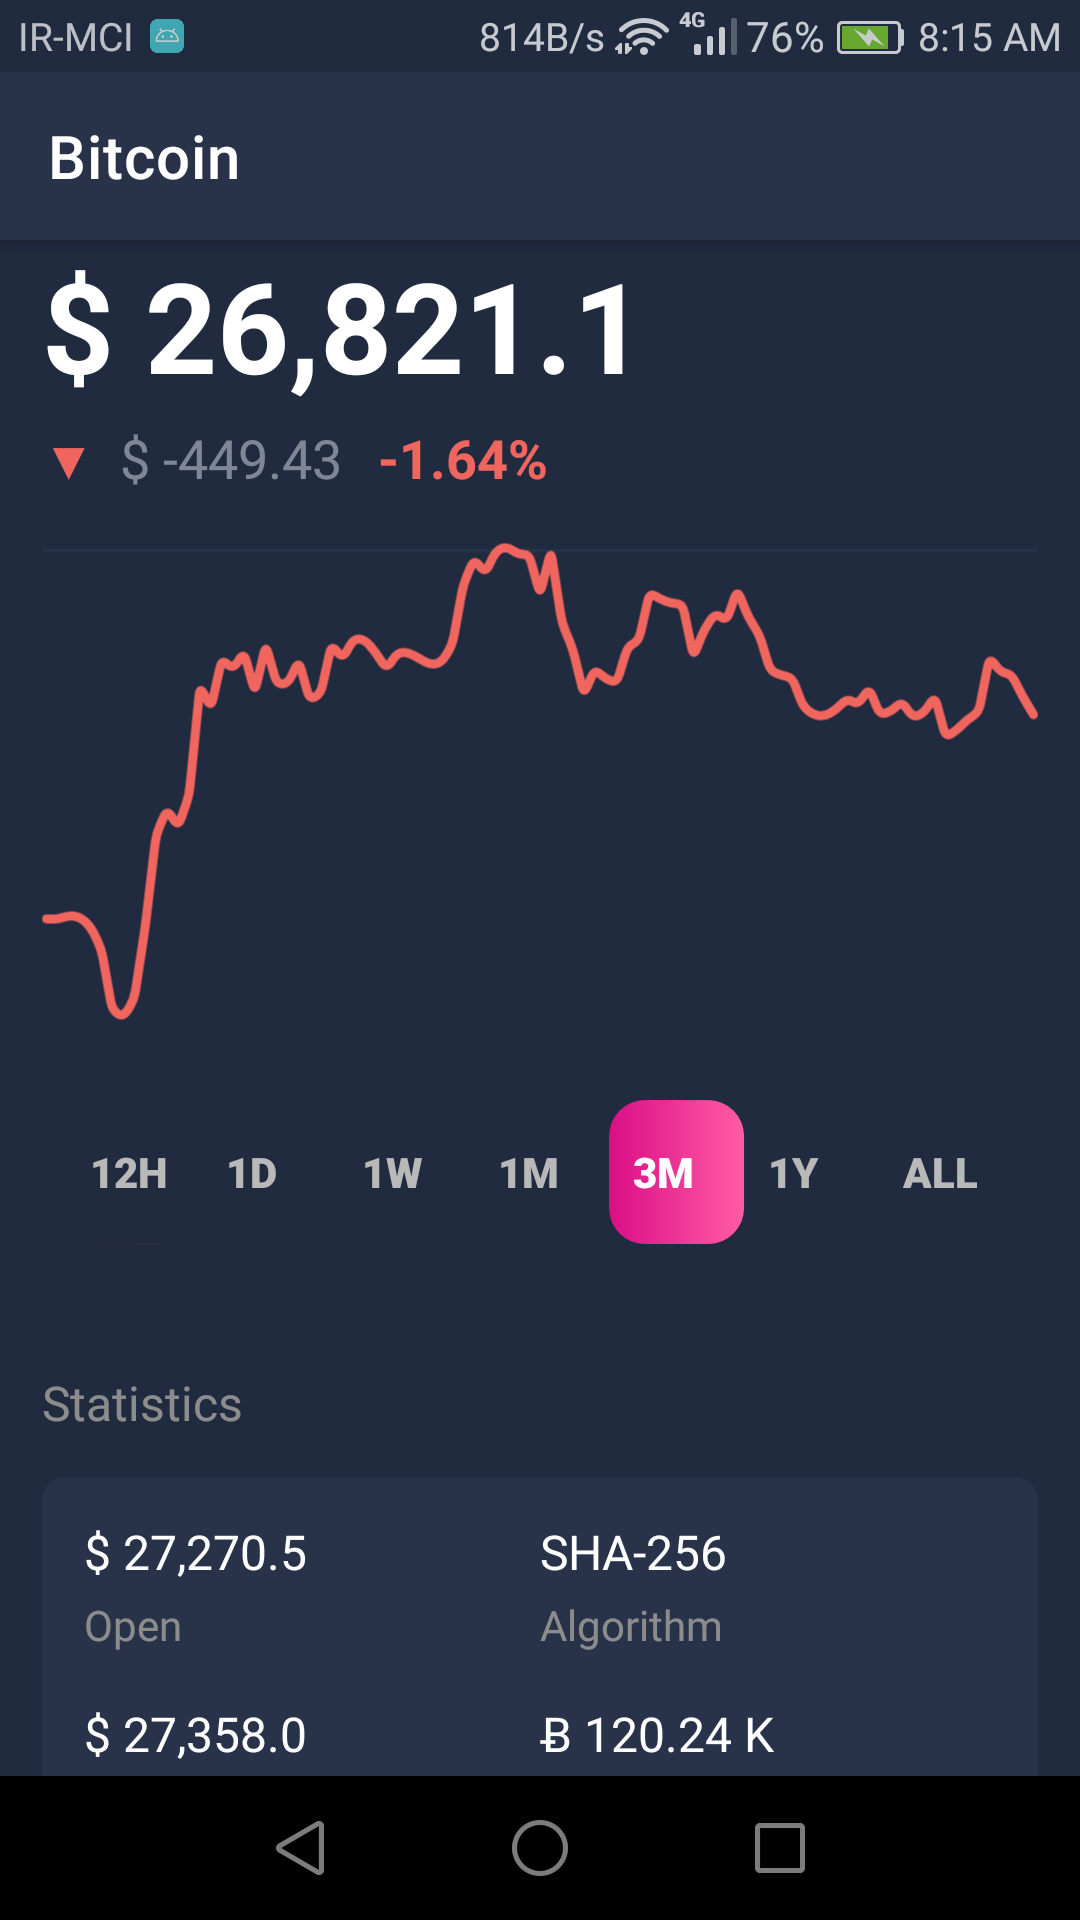 IR-MCI 814B/s 4G 76% 8:15 AM
Bitcoin
$ 26,821.1
▼ $ -449.43 -1.64%
12H 1D 1W 1M 3M 1Y ALL
Statistics
$ 27,270.5 SHA-256
Open Algorithm
$ 27,358.0 Ƀ 120.24 K